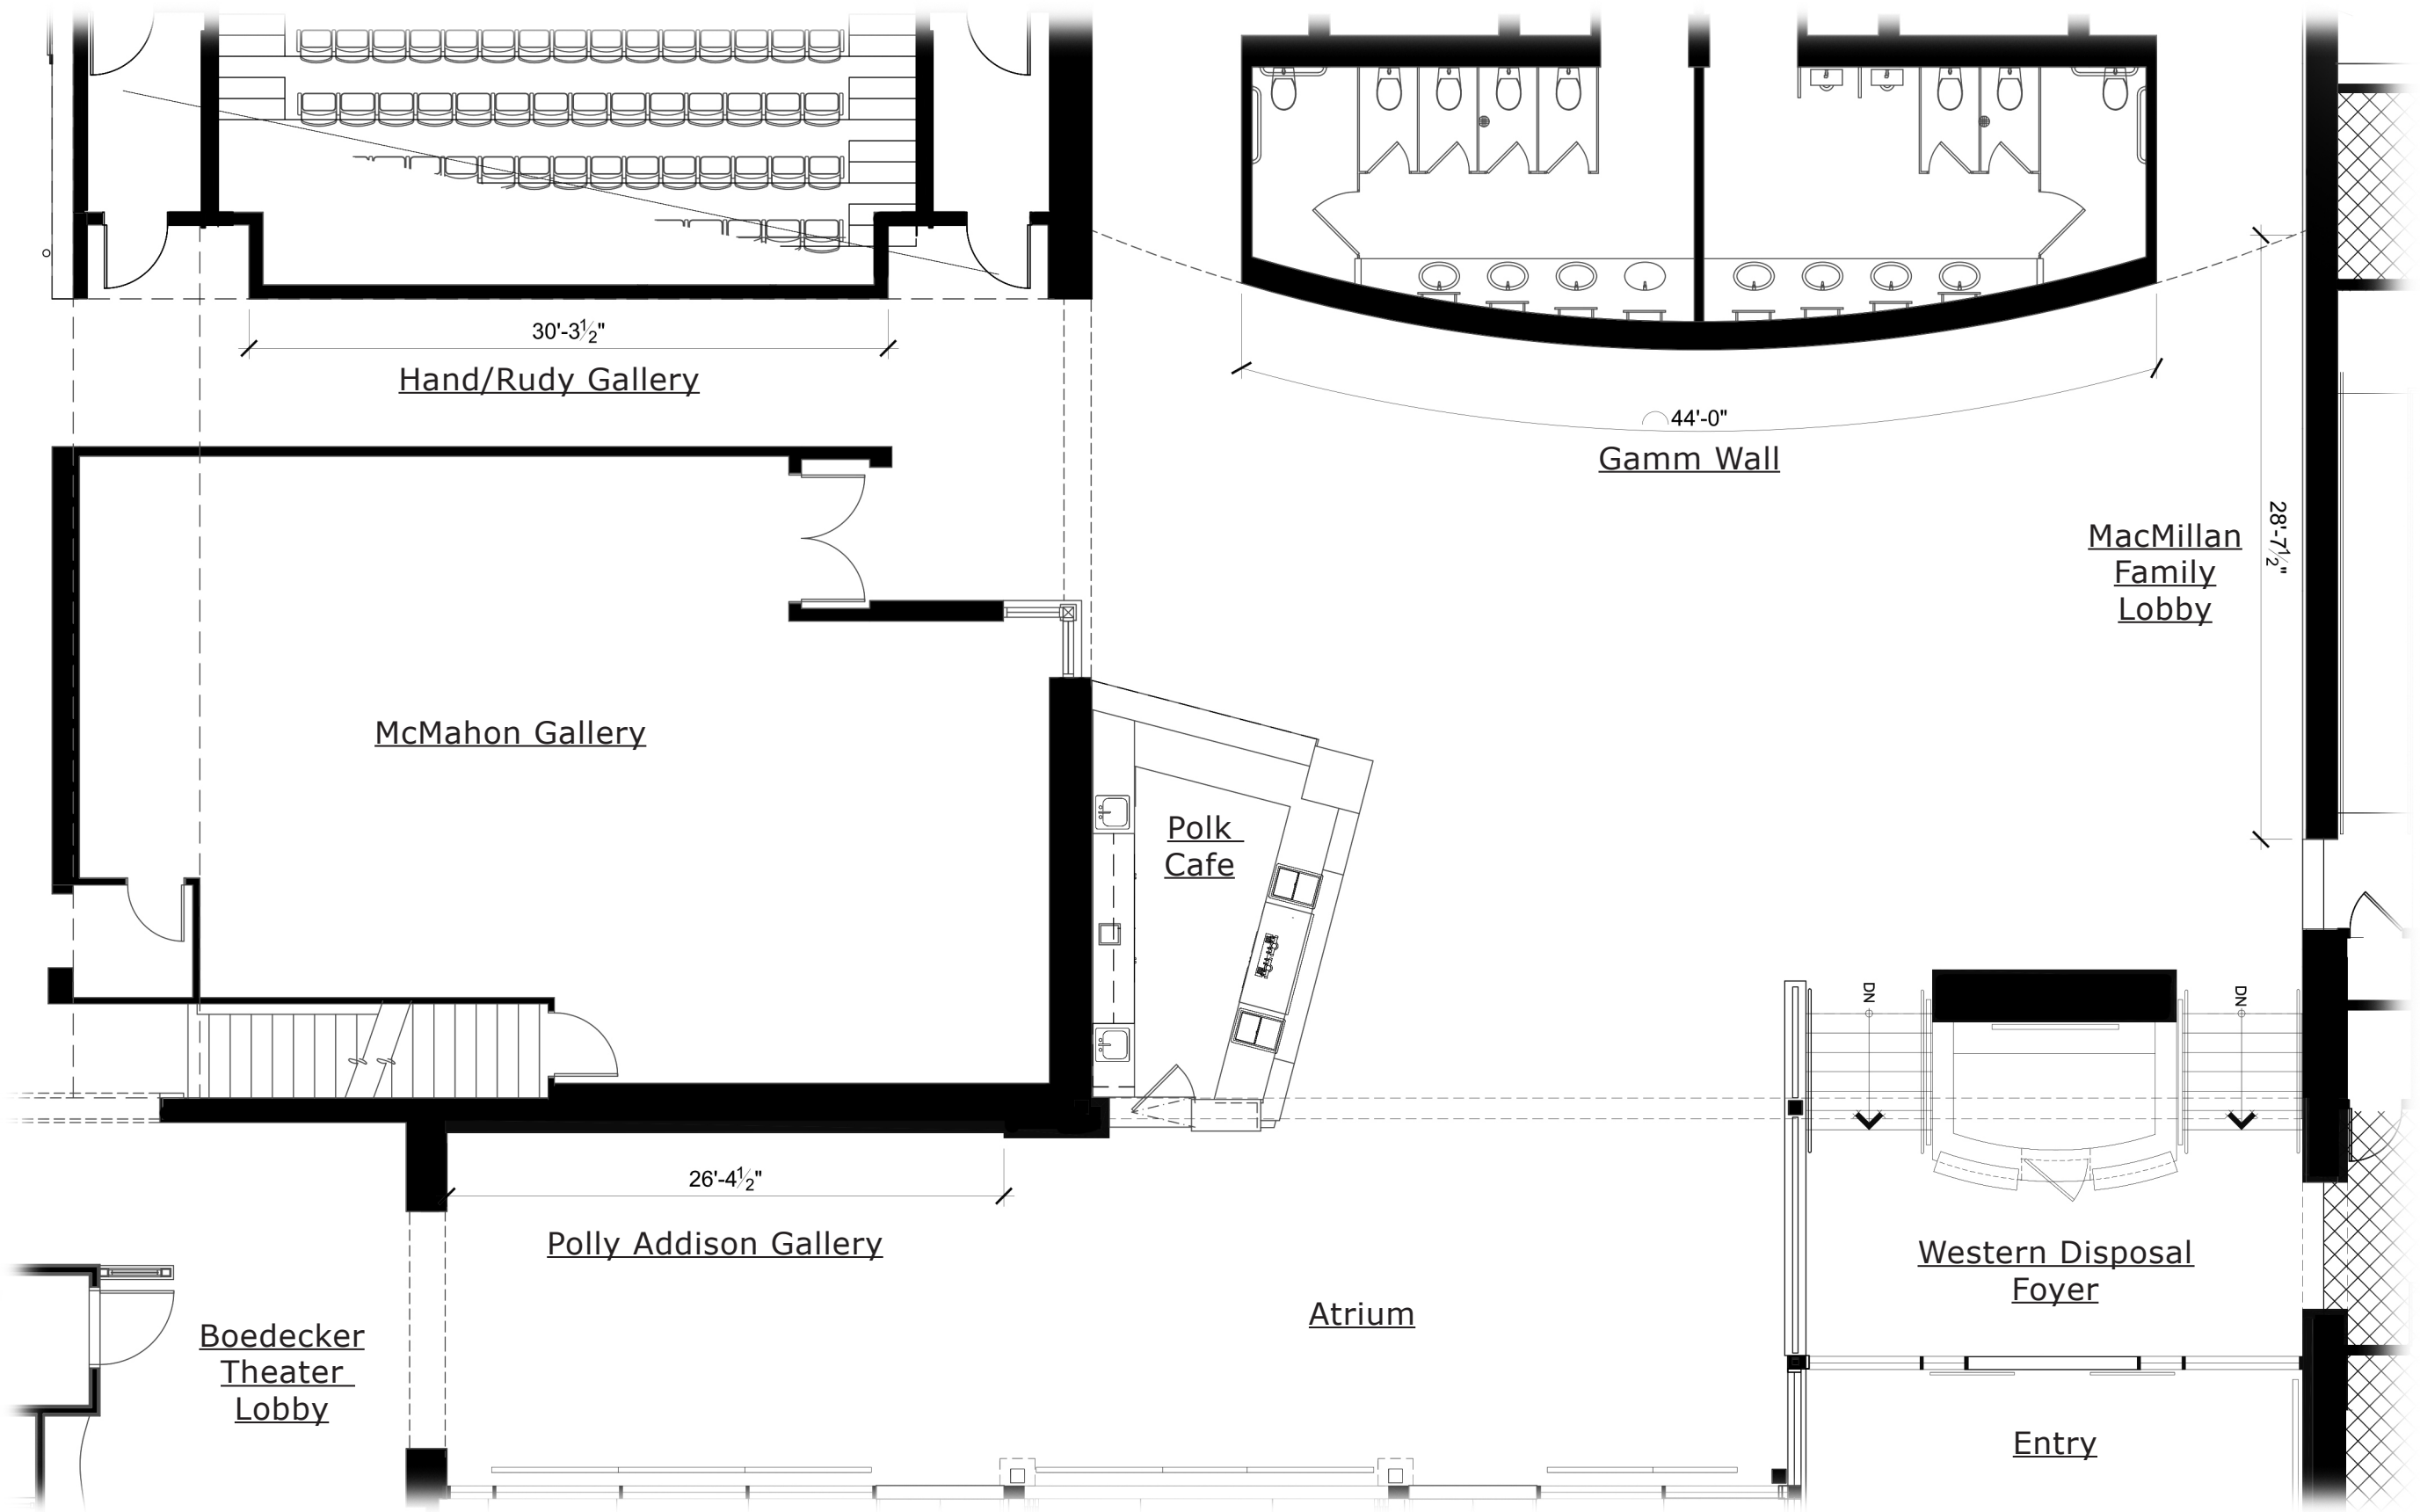 30'-3½"
Hand/Rudy Gallery
44'-0"
Gamm Wall
28'-7½"
MacMillan
Family
Lobby
McMahon Gallery
Polk
Cafe
DN
DN
26'-4½"
Polly Addison Gallery
Western Disposal
Foyer
Atrium
Boedecker
Theater
Lobby
Entry